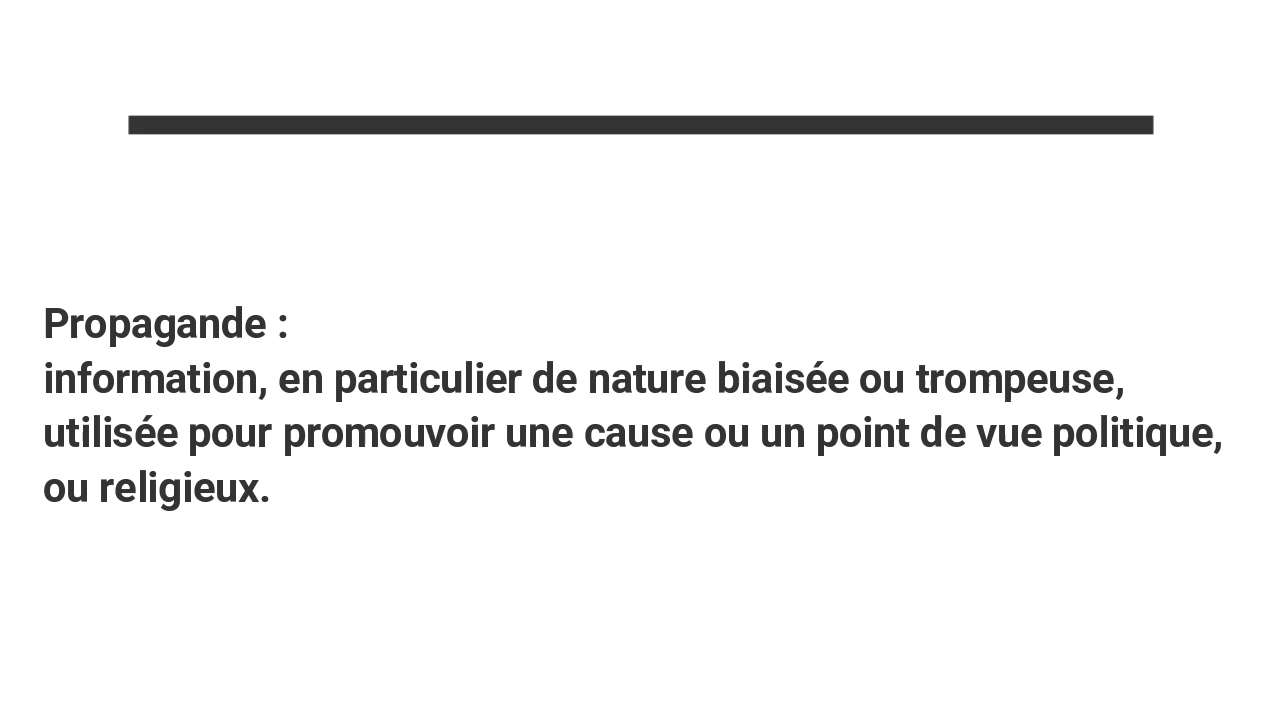 Propagande :
information, en particulier de nature biaisée ou trompeuse,
utilisée pour promouvoir une cause ou un point de vue politique,
ou religieux.